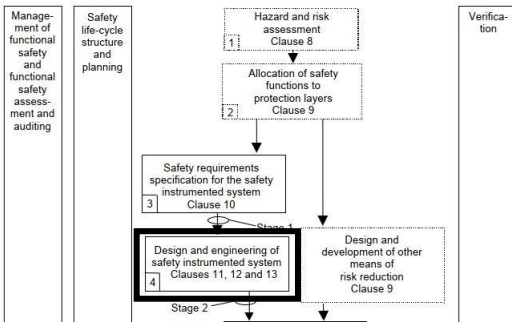 Manage-
ment of
functional
safety
and
functional
safety
assess-
ment and
auditing
Safety
life-cycle
structure
and
planning
Hazard and risk
assessment
Clause 8
1
Allocation of safety
functions to
protection layers
Clause 9
2
Safety requirements
specification for the safety
instrumented system
Clause 10
3
Stage 1
Design and engineering of
safety instrumented system
Clauses 11, 12 and 13
4
Design and
development of other
means of
risk reduction
Clause 9
Stage 2
Verifica-
tion